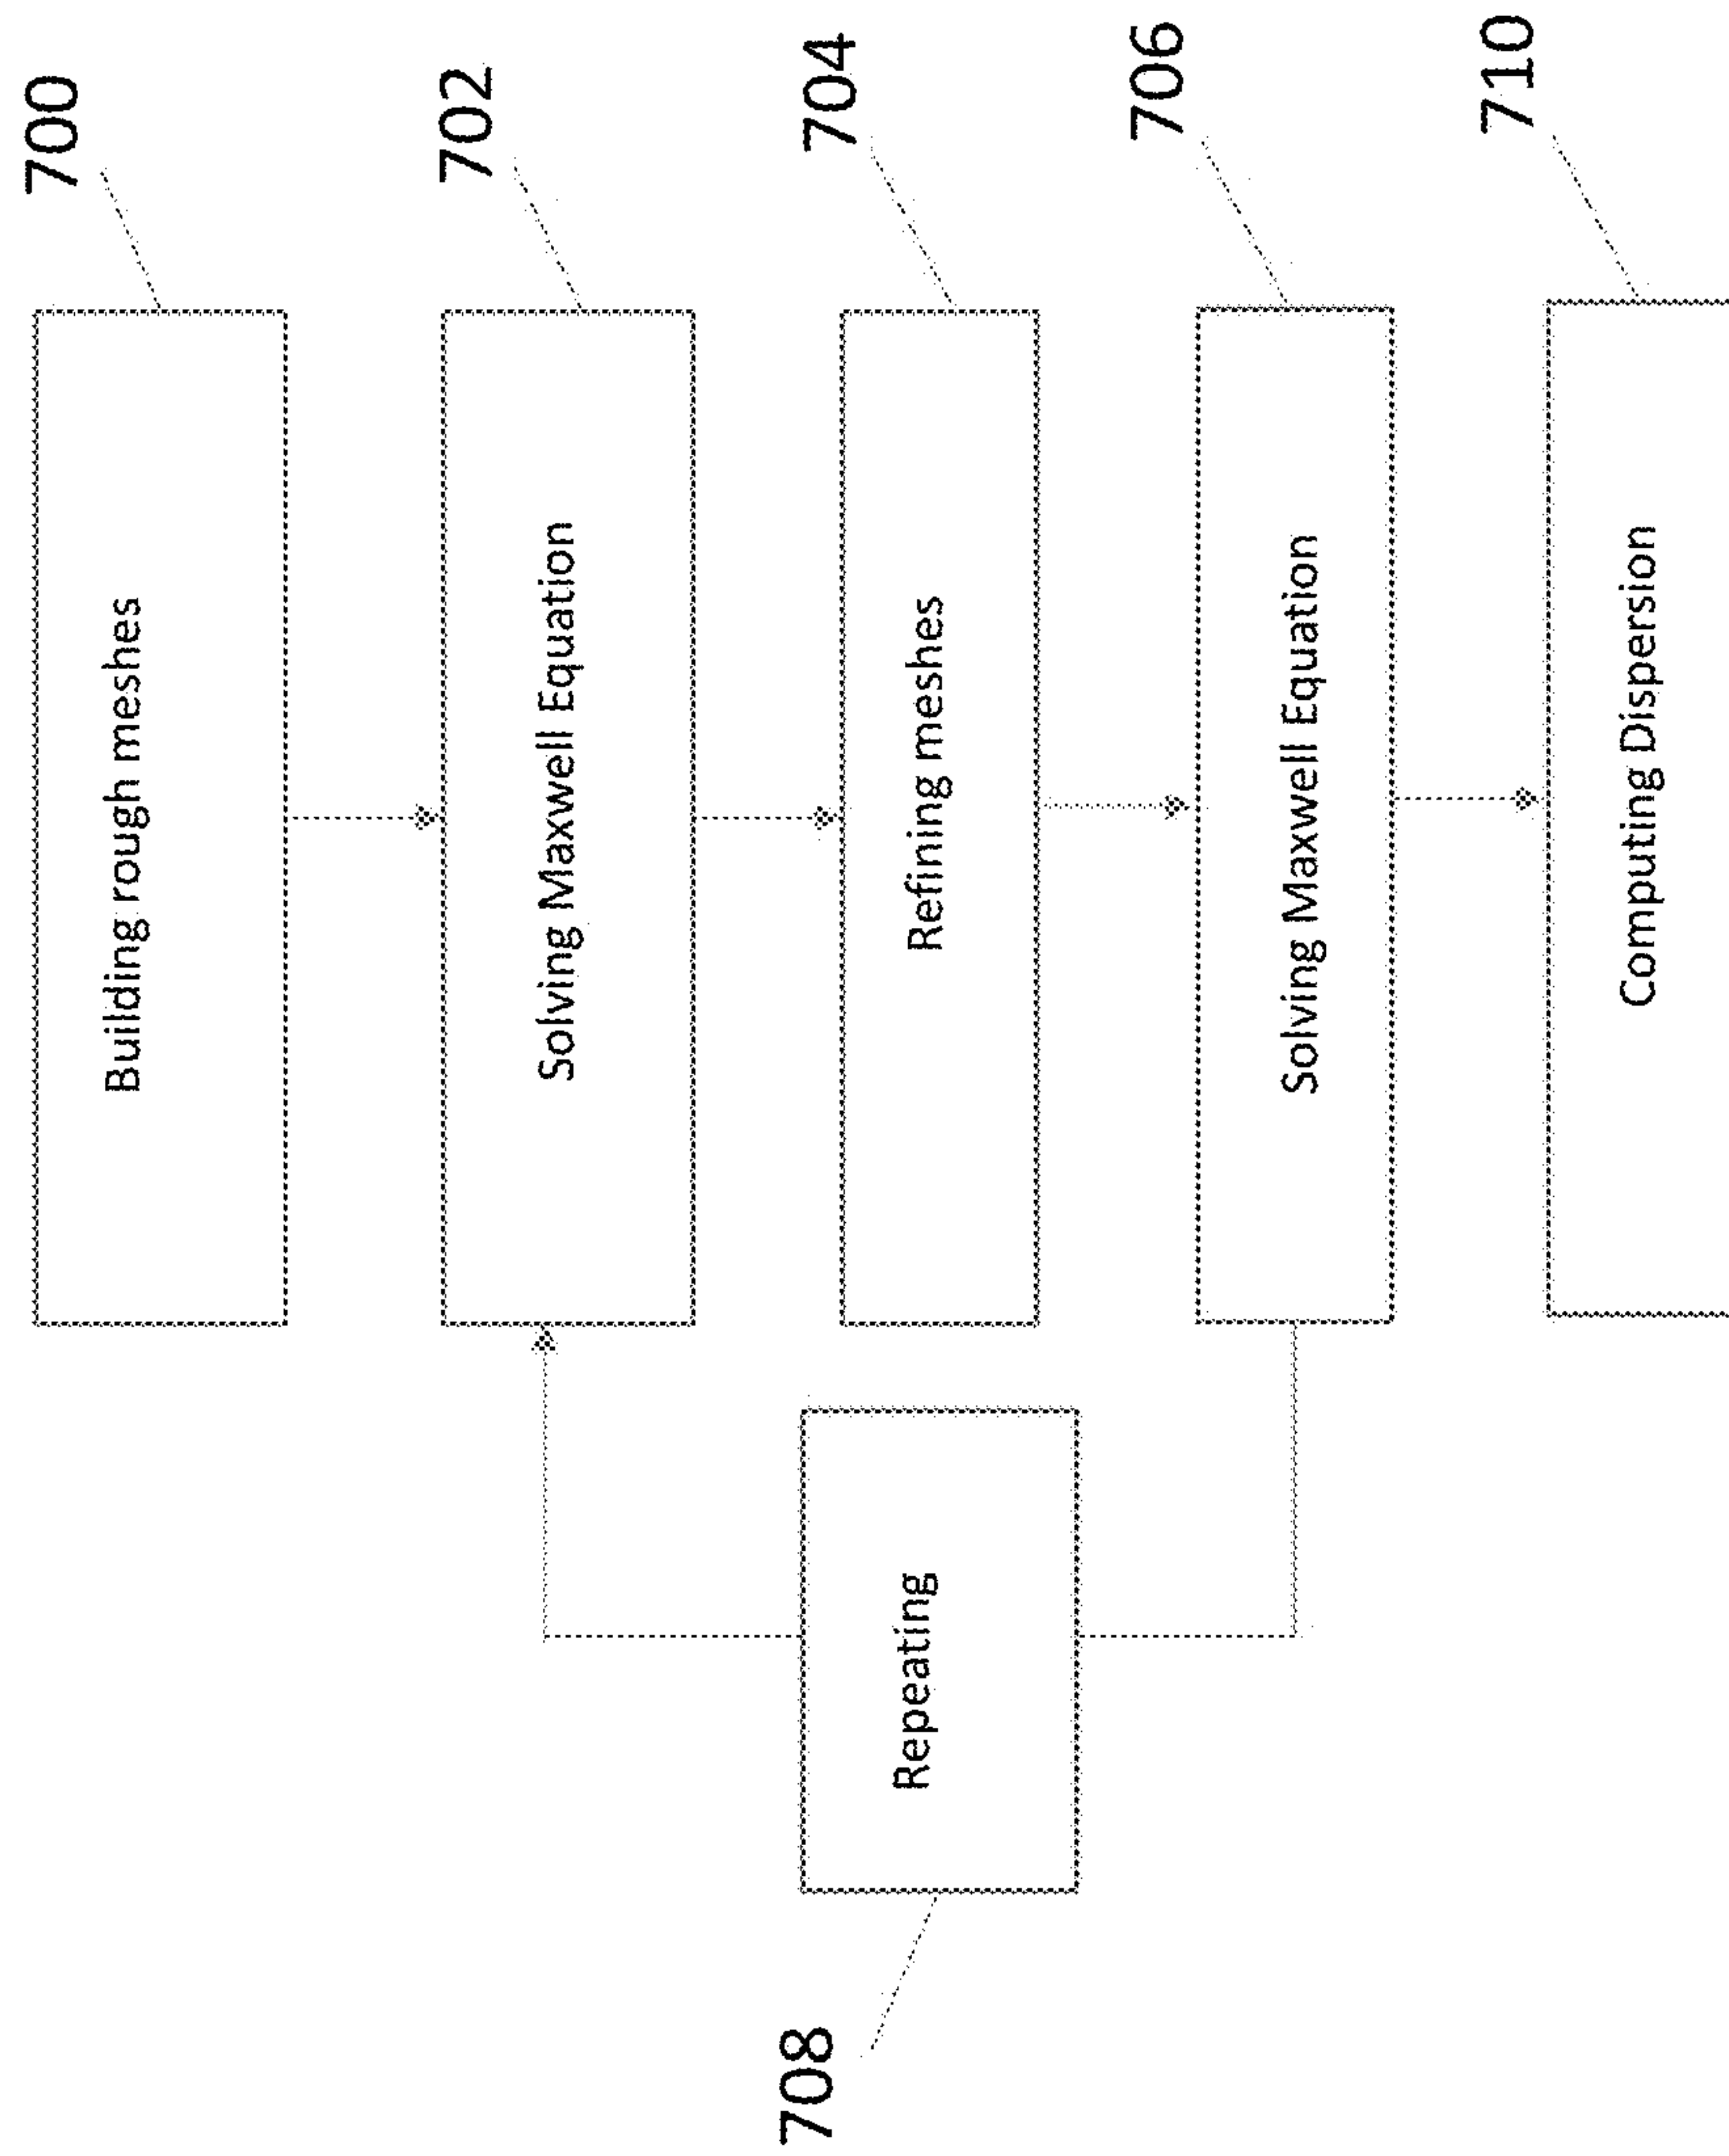 700
Building rough meshes
702
Solving Maxwell Equation
704
Refining meshes
706
Solving Maxwell Equation
708
Repeating
710
Computing Dispersion